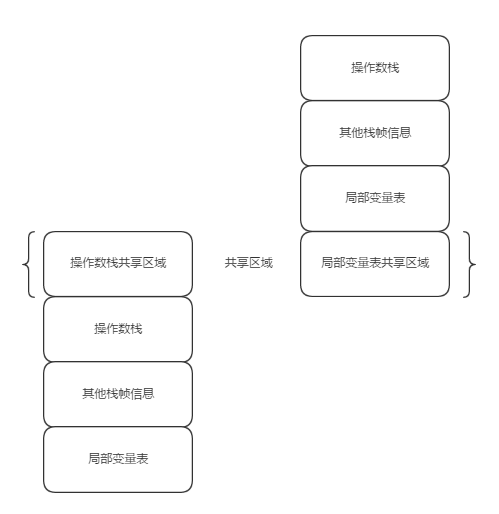 操作数栈
其他栈帧信息
局部变量表
操作数栈共享区域
共享区域
局部变量表共享区域
操作数栈
其他栈帧信息
局部变量表